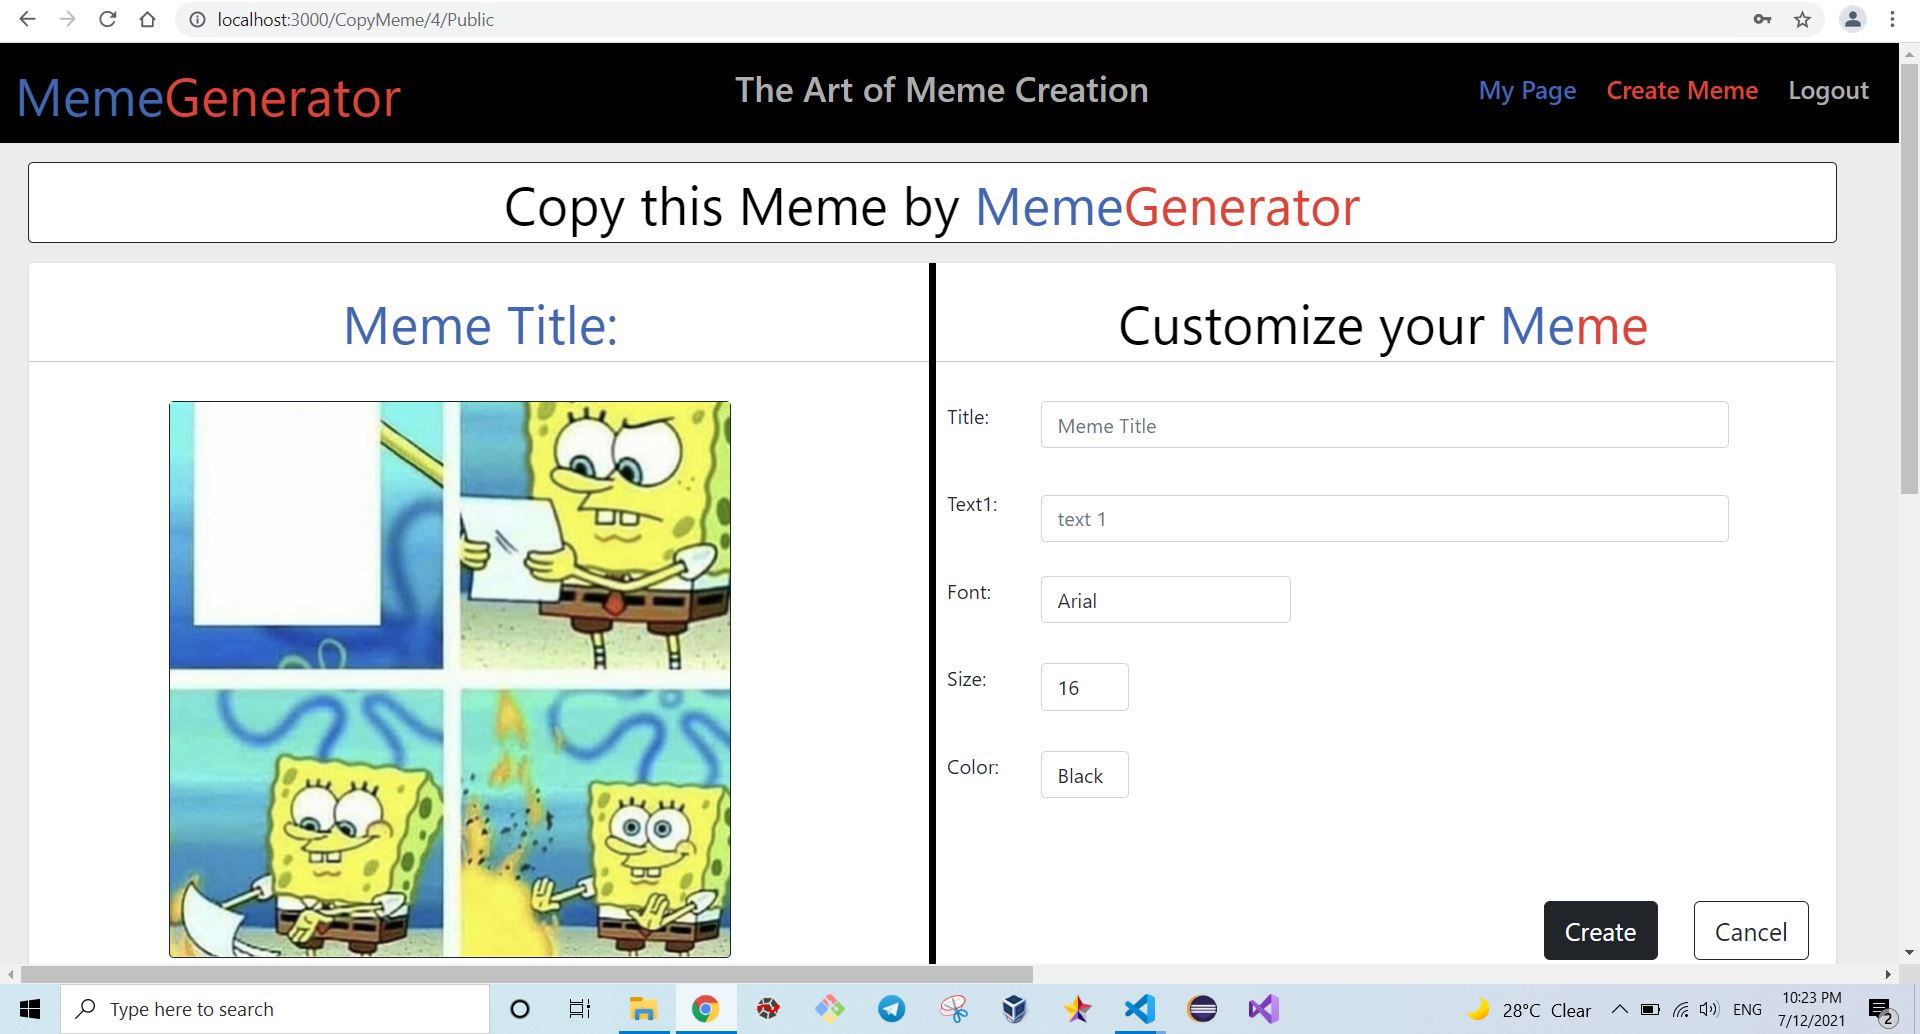 localhost:3000/CopyMeme/4/Public
MemeGenerator
The Art of Meme Creation
My Page
Create Meme
Logout
Copy this Meme by MemeGenerator
Meme Title:
Customize your Meme
Title:
Meme Title
Text1:
text 1
Font:
Arial
Size:
16
Color:
Black
Create
Cancel
Type here to search
28°C Clear
ENG
10:23 PM
7/12/2021
2